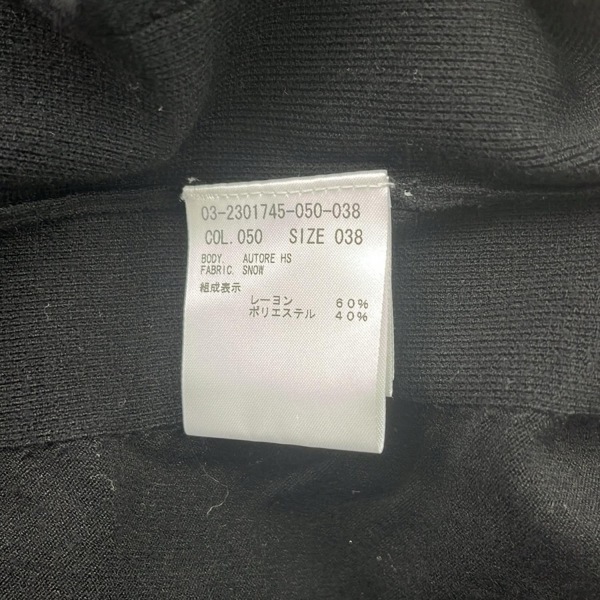 03-2301745-050-038
COL.050 SIZE 038
BODY. AUTORE HS
FABRIC. SNOW
組成表示
レーヨン 60%
ポリエステル 40%